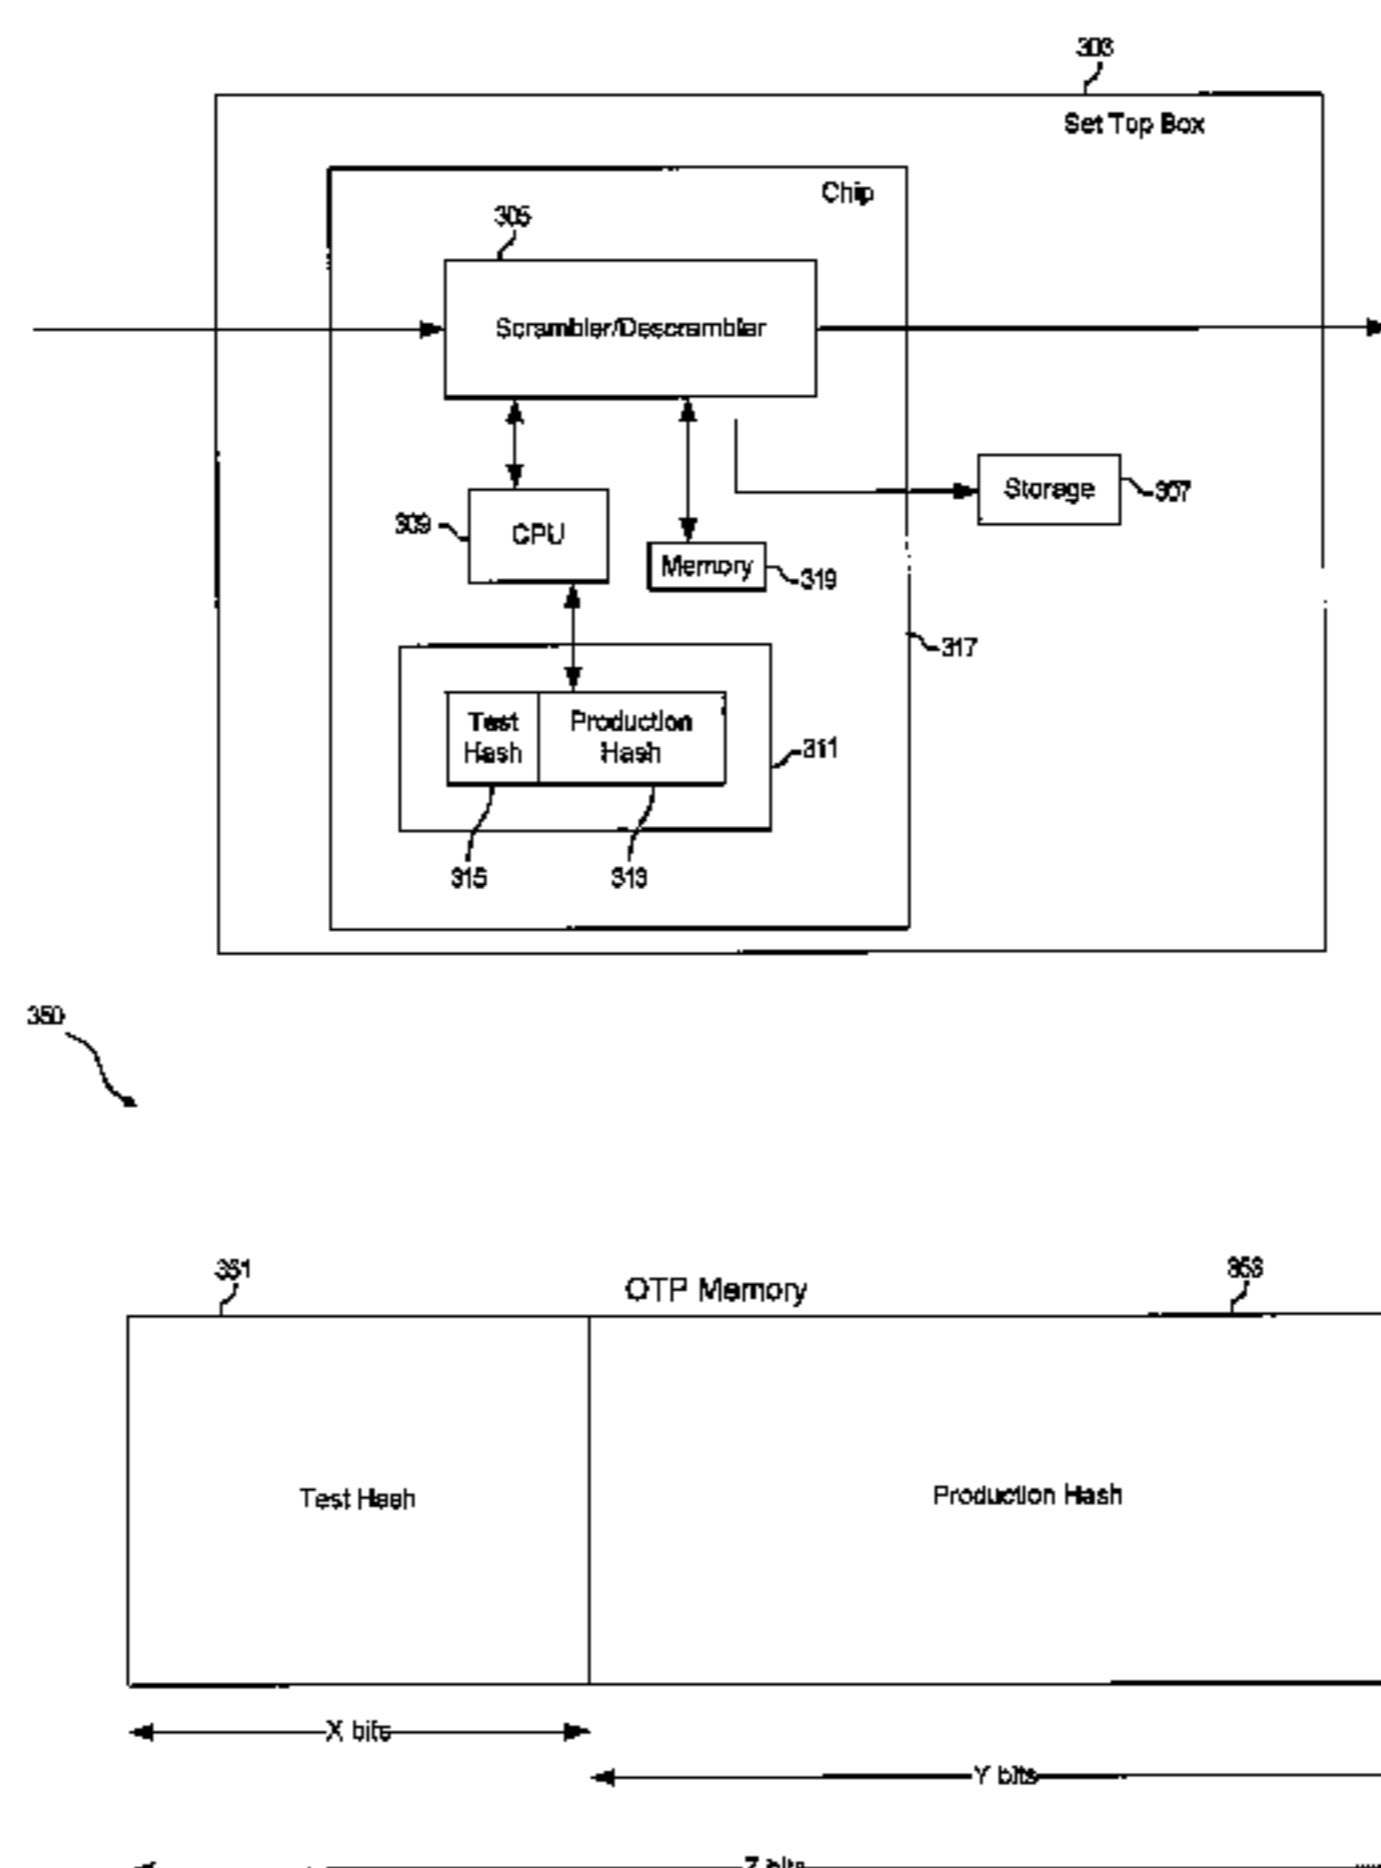 303
Set Top Box
Chip
305
Scrambler/Descrambler
Storage
307
309
CPU
Memory
319
317
Test
Hash
Production
Hash
311
315
313
350
351
OTP Memory
353
Test Hash
Production Hash
X bits
Y bits
Z bits